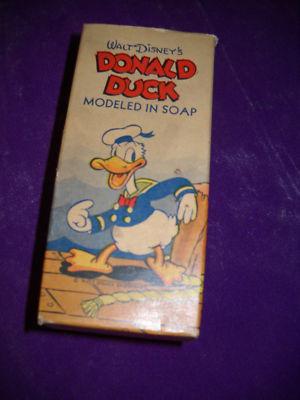 WALT DISNEY'S
DONALD
DUCK
MODELED IN SOAP